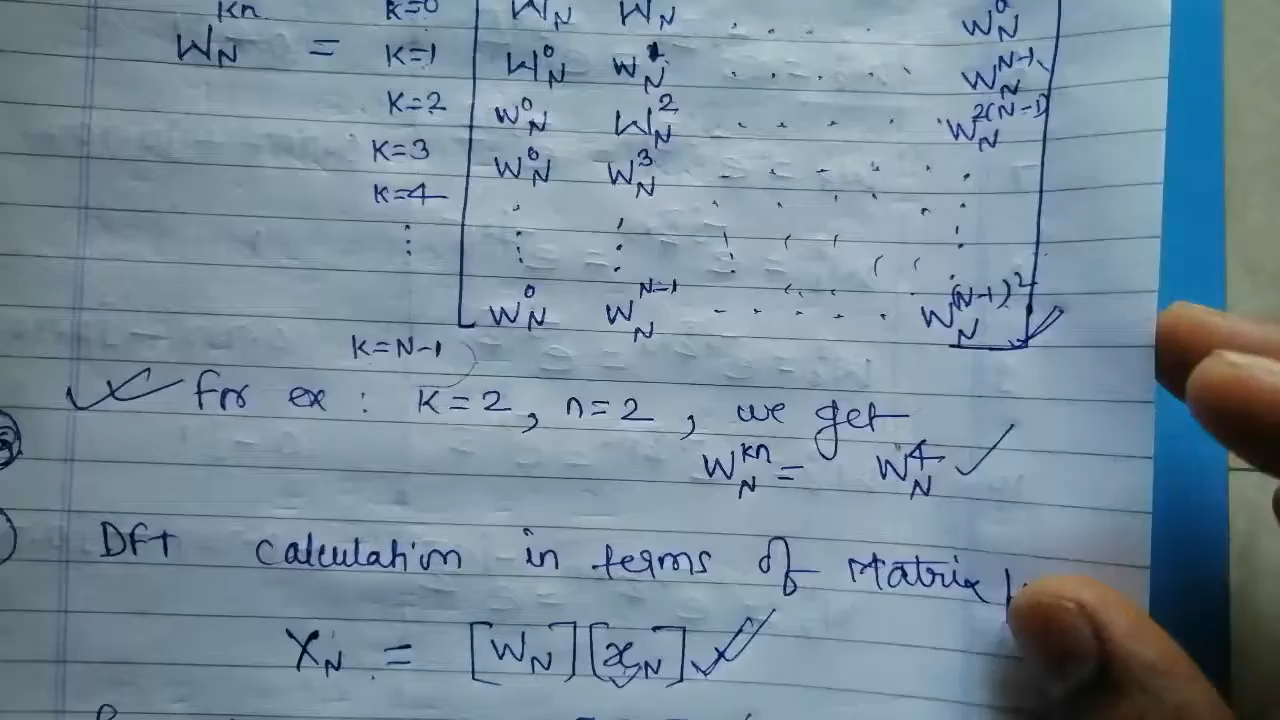 kn K=0 W_N W_N . . . . W_N^0
W_N = K=1 W_N^0 W_N^1 . . . . . W_N^{N-1}
K=2 W_N^0 W_N^2 . . . . W_N^{2(N-1)}
K=3 W_N^0 W_N^3 . . . . . .
K=4
W_N^0 W_N^{N-1} . . . . . W_N^{(N-1)^2}
K=N-1
for ex : K=2, n=2, we get
W_N^{kn} = W_N^4
DFT calculation in terms of Matrix
X_N = [W_N][x_N]